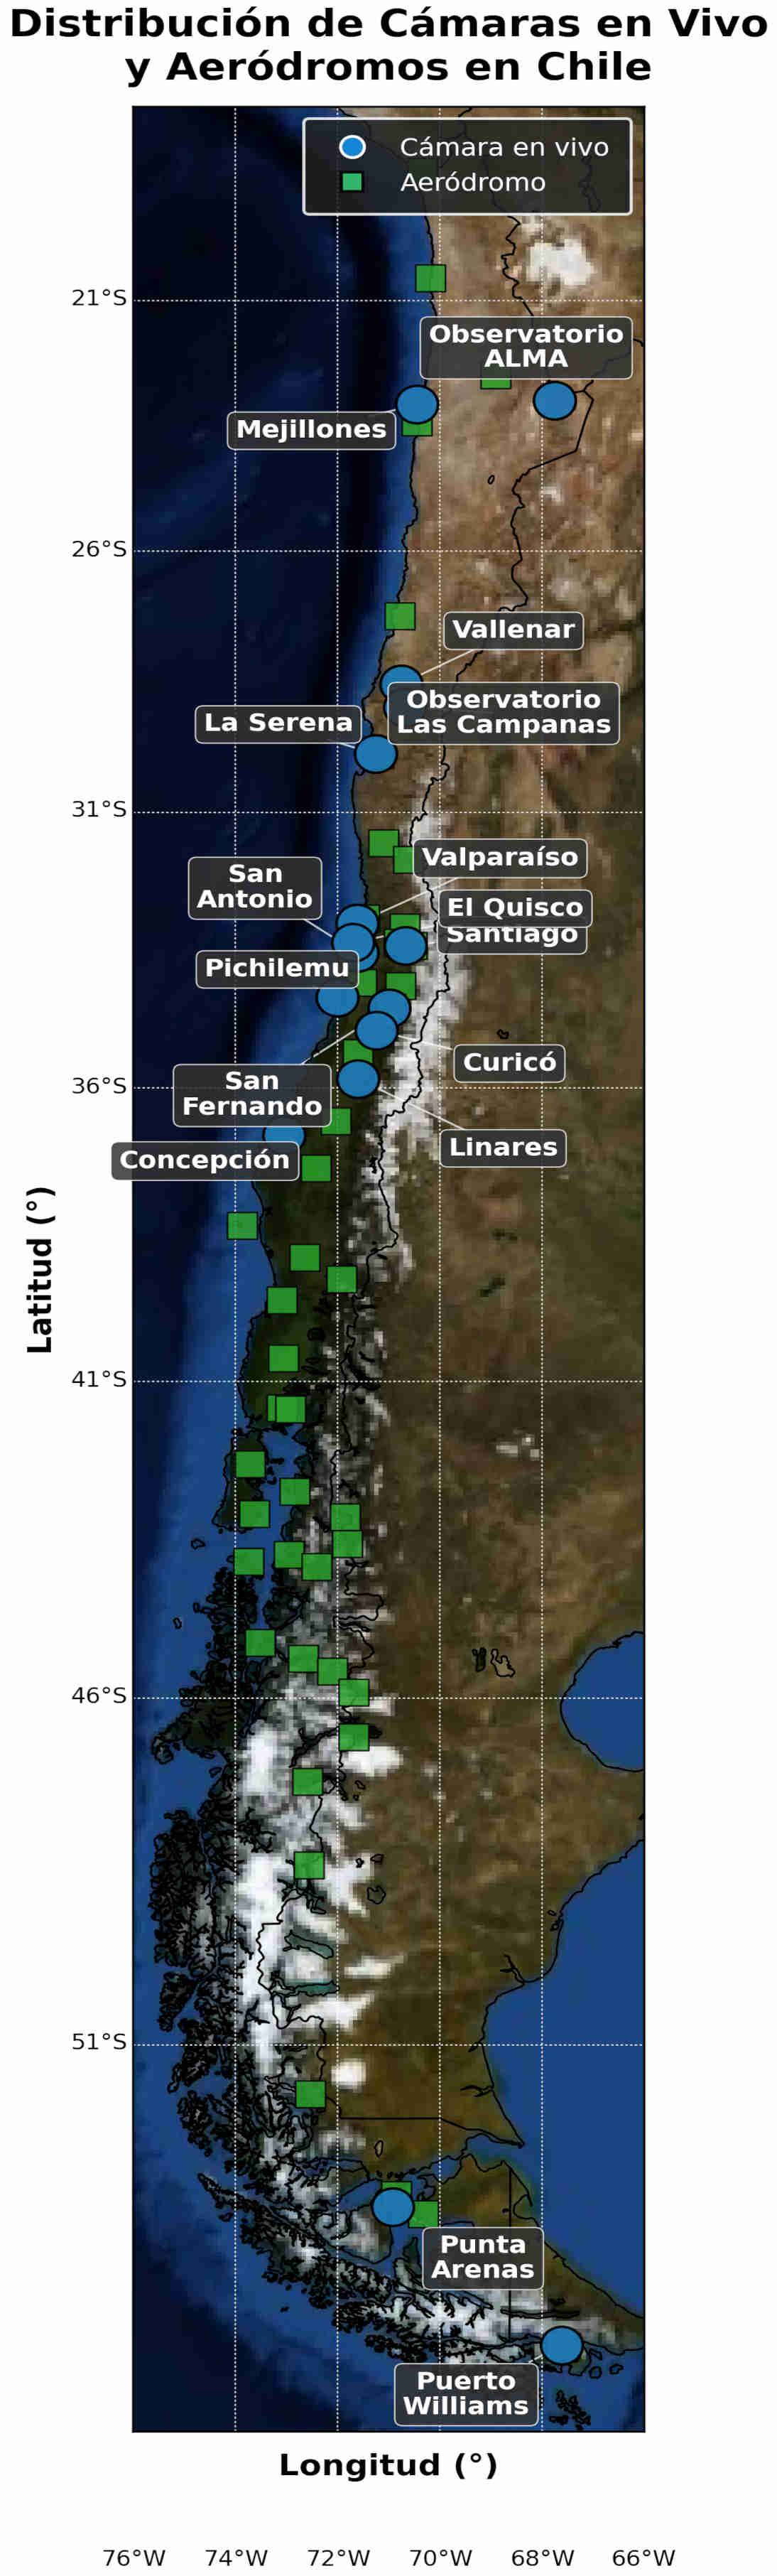 Distribución de Cámaras en Vivo
y Aeródromos en Chile
Cámara en vivo
Aeródromo
21°S
Observatorio
ALMA
Mejillones
26°S
Vallenar
Observatorio
Las Campanas
La Serena
31°S
Valparaíso
San
Antonio
El Quisco
Santiago
Pichilemu
Curicó
36°S
San
Fernando
Linares
Concepción
Latitud (°)
41°S
46°S
51°S
Punta
Arenas
Puerto
Williams
Longitud (°)
76°W 74°W 72°W 70°W 68°W 66°W